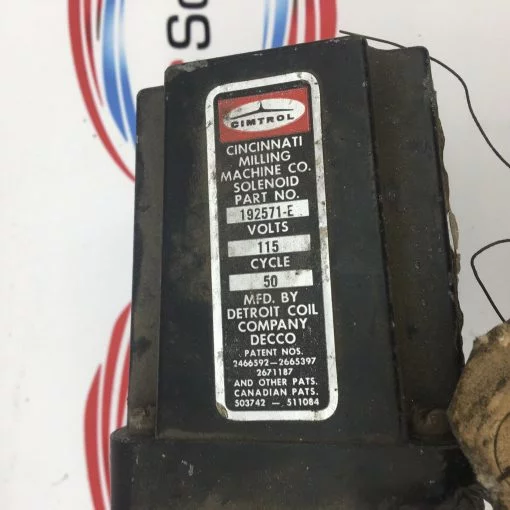 So
CIMTROL
CINCINNATI
MILLING
MACHINE CO.
SOLENOID
PART NO.
192571-E
VOLTS
115
CYCLE
50
MFD. BY
DETROIT COIL
COMPANY
DECCO
PATENT NOS.
2466592-2665397
2671187
AND OTHER PATS.
CANADIAN PATS.
503742 — 511084